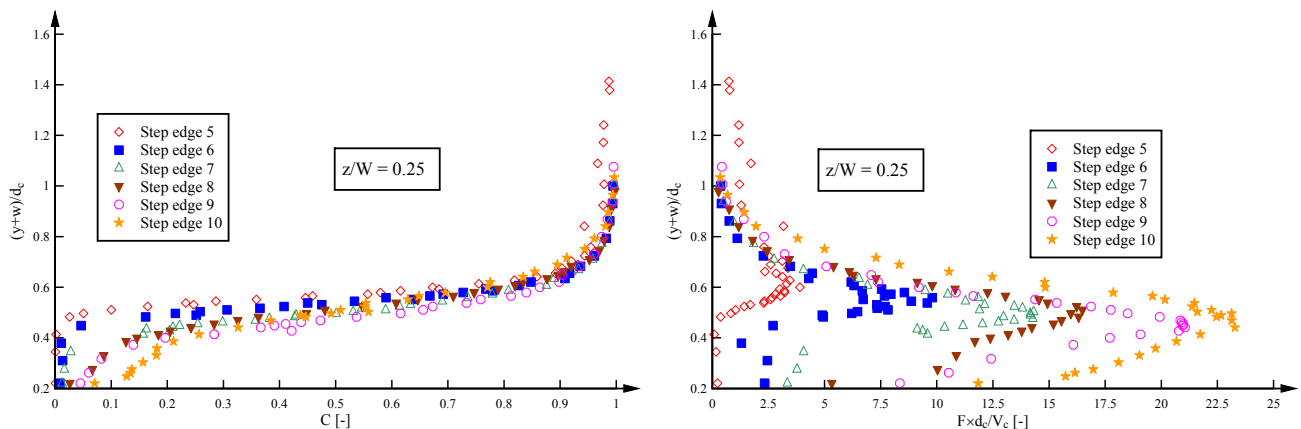 (y+w)/dc
1.6
1.4
1.2
1
0.8
0.6
0.4
0.2
0 0.1 0.2 0.3 0.4 0.5 0.6 0.7 0.8 0.9 1
C [-]
Step edge 5
Step edge 6
Step edge 7
Step edge 8
Step edge 9
Step edge 10
z/W = 0.25
(y+w)/dc
1.6
1.4
1.2
1
0.8
0.6
0.4
0.2
0 2.5 5 7.5 10 12.5 15 17.5 20 22.5 25
F×dc/Vc [-]
z/W = 0.25
Step edge 5
Step edge 6
Step edge 7
Step edge 8
Step edge 9
Step edge 10